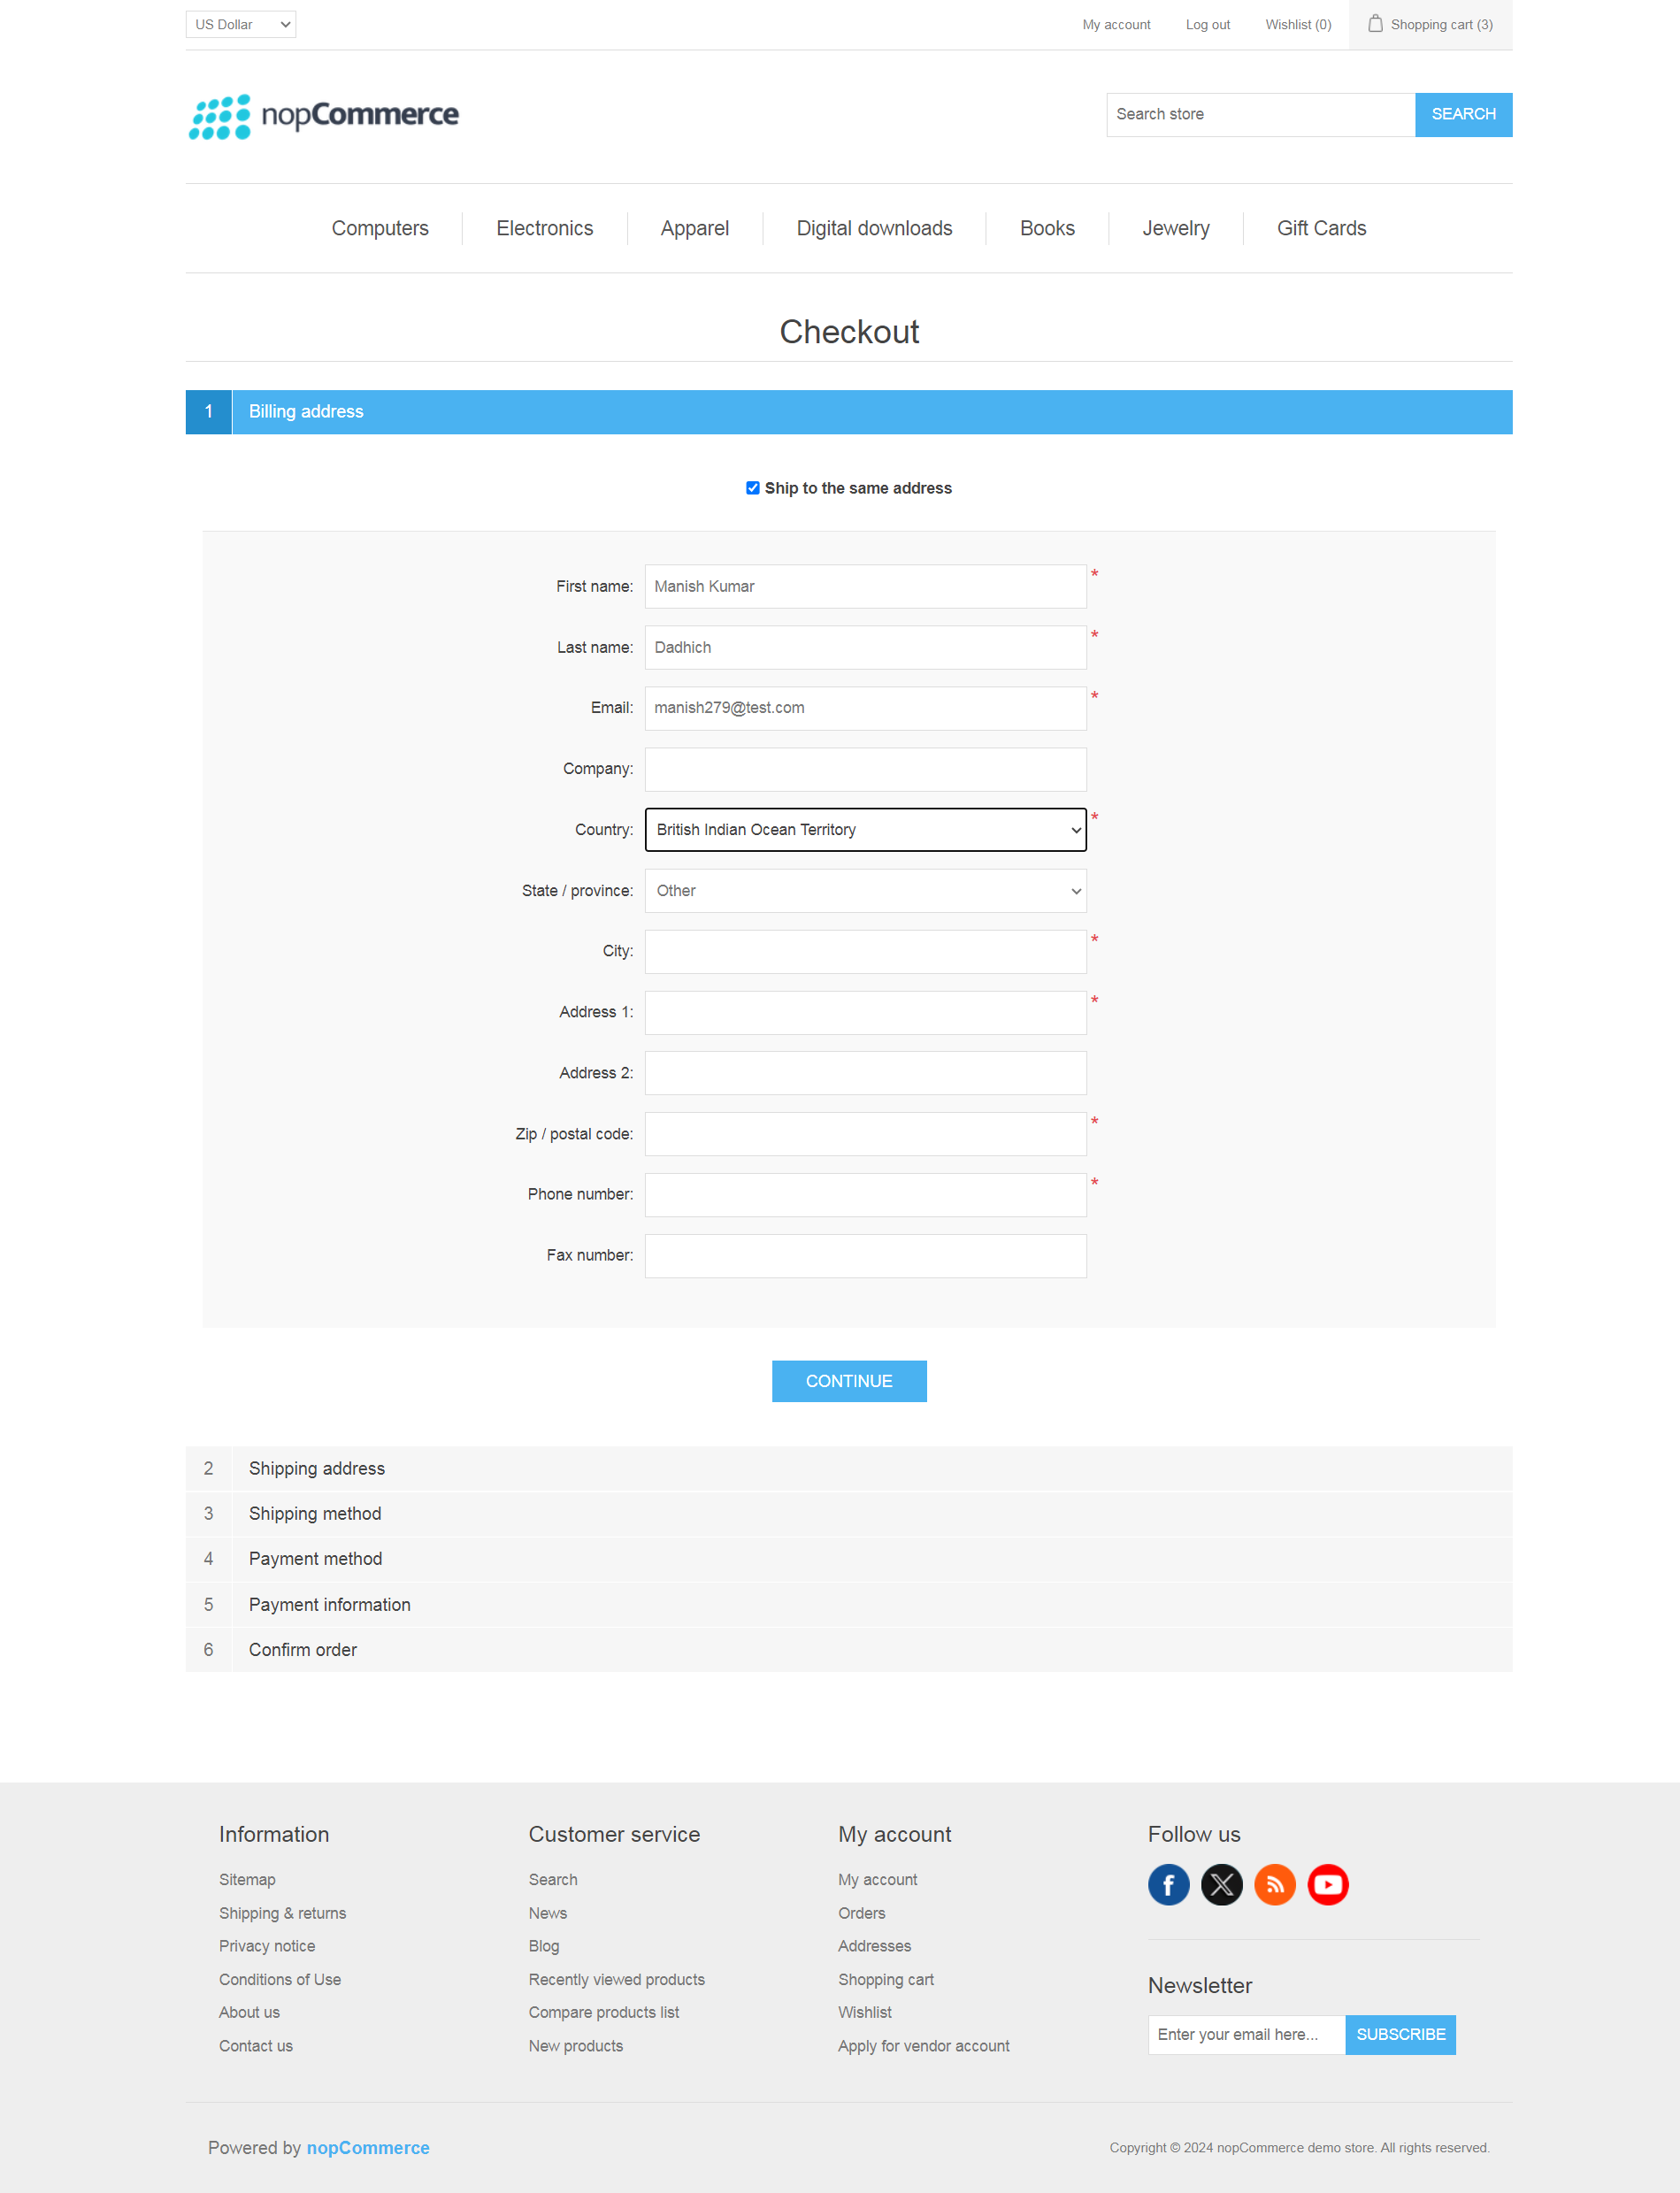 US Dollar My account Log out Wishlist (0) Shopping cart (3)
nopCommerce Search store SEARCH
Computers Electronics Apparel Digital downloads Books Jewelry Gift Cards
Checkout
1 Billing address
Ship to the same address
First name: Manish Kumar *
Last name: Dadhich *
Email: manish279@test.com *
Company:
Country: British Indian Ocean Territory *
State / province: Other
City: *
Address 1: *
Address 2:
Zip / postal code: *
Phone number: *
Fax number:
CONTINUE
2 Shipping address
3 Shipping method
4 Payment method
5 Payment information
6 Confirm order
Information
Sitemap
Shipping & returns
Privacy notice
Conditions of Use
About us
Contact us
Customer service
Search
News
Blog
Recently viewed products
Compare products list
New products
My account
My account
Orders
Addresses
Shopping cart
Wishlist
Apply for vendor account
Follow us
Newsletter
Enter your email here... SUBSCRIBE
Powered by nopCommerce
Copyright © 2024 nopCommerce demo store. All rights reserved.